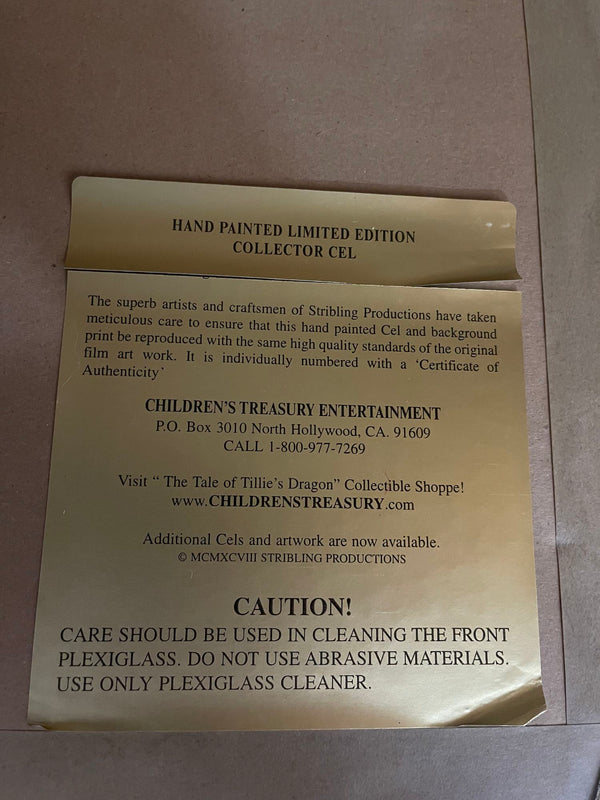 HAND PAINTED LIMITED EDITION
COLLECTOR CEL
The superb artists and craftsmen of Stribling Productions have taken
meticulous care to ensure that this hand painted Cel and background
print be reproduced with the same high quality standards of the original
film art work. It is individually numbered with a 'Certificate of
Authenticity'
CHILDREN'S TREASURY ENTERTAINMENT
P.O. Box 3010 North Hollywood, CA. 91609
CALL 1-800-977-7269
Visit " The Tale of Tillie's Dragon" Collectible Shoppe!
www.CHILDRENSTREASURY.com
Additional Cels and artwork are now available.
© MCMXCVIII STRIBLING PRODUCTIONS
CAUTION!
CARE SHOULD BE USED IN CLEANING THE FRONT
PLEXIGLASS. DO NOT USE ABRASIVE MATERIALS.
USE ONLY PLEXIGLASS CLEANER.